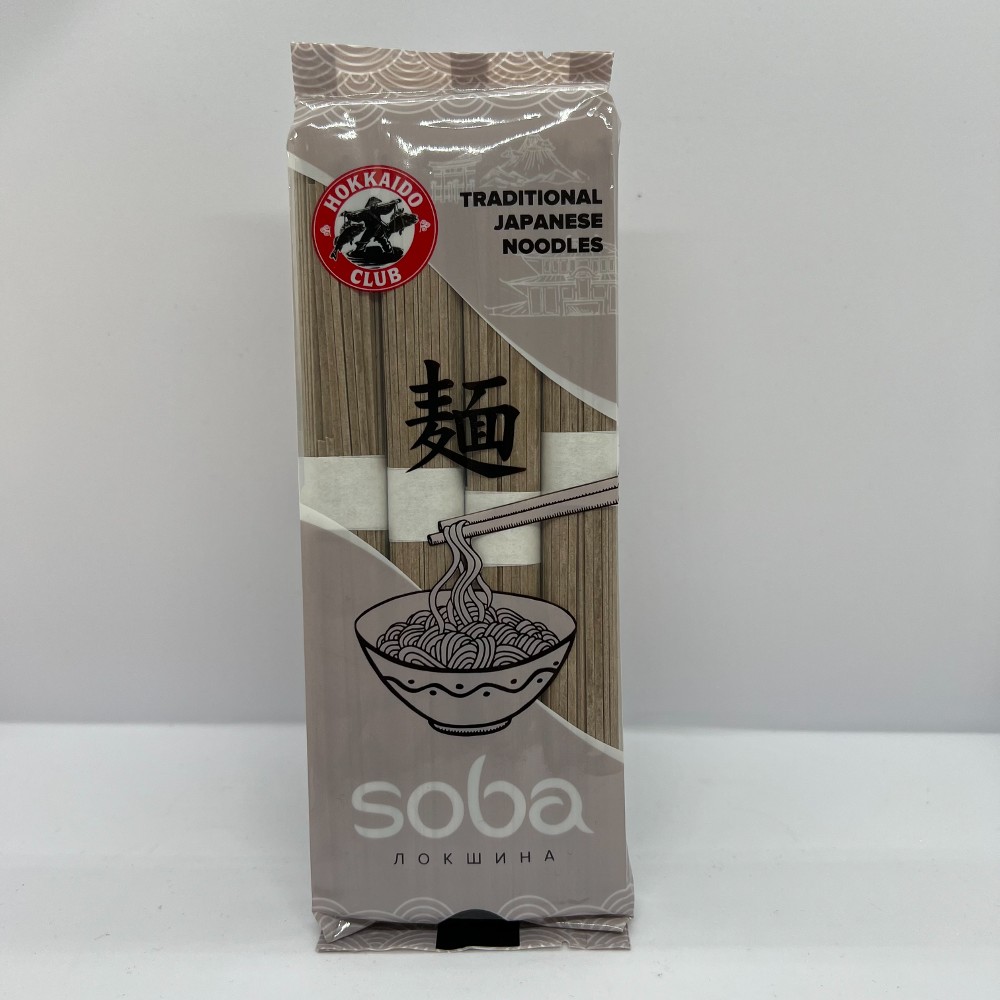 HOKKAIDO
CLUB
TRADITIONAL
JAPANESE
NOODLES
麺
soba
ЛОКШИНА